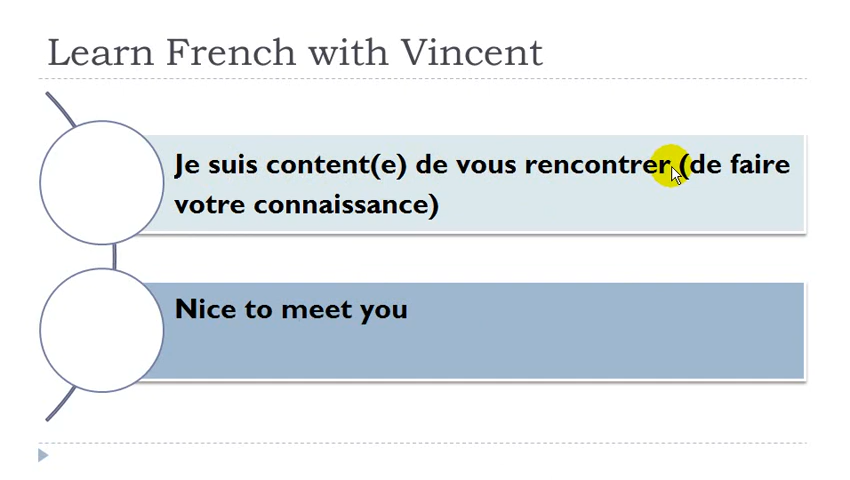 Learn French with Vincent
Je suis content(e) de vous rencontrer (de faire
votre connaissance)
Nice to meet you